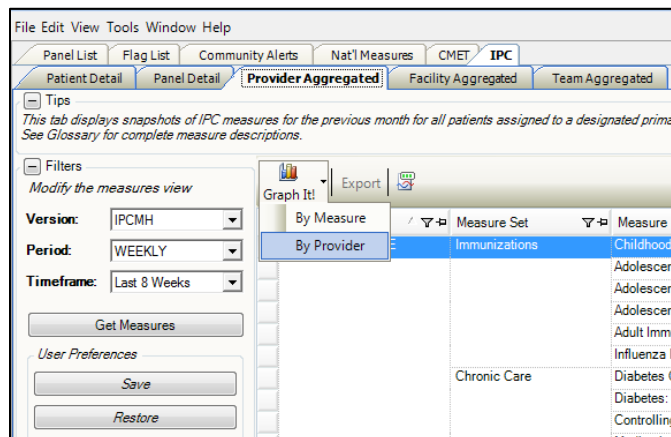 File Edit View Tools Window Help
Panel List Flag List Community Alerts Nat'l Measures CMET IPC
Patient Detail Panel Detail Provider Aggregated Facility Aggregated Team Aggregated
Tips
This tab displays snapshots of IPC measures for the previous month for all patients assigned to a designated prima
See Glossary for complete measure descriptions.
Filters
Modify the measures view
Version: IPCMH
Period: WEEKLY
Timeframe: Last 8 Weeks
Get Measures
User Preferences
Save
Restore
Graph It! Export
By Measure
By Provider
Measure Set Measure
E Immunizations Childhood
Adolescen
Adolescen
Adolescen
Adult Imm
Influenza
Chronic Care Diabetes
Diabetes:
Controllin